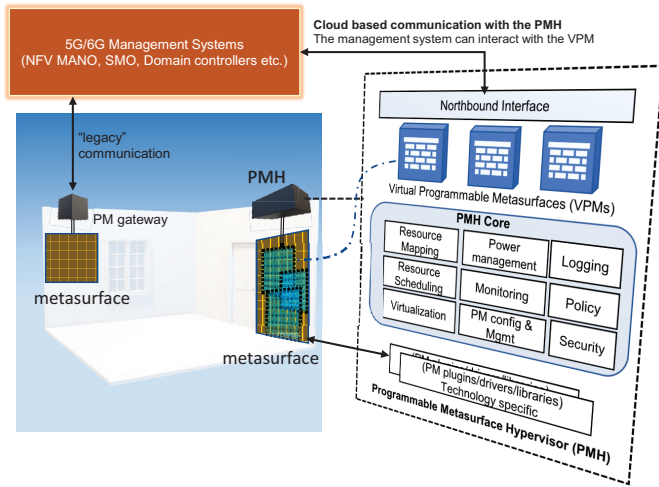 5G/6G Management Systems
(NFV MANO, SMO, Domain controllers etc.)
Cloud based communication with the PMH
The management system can interact with the VPM
"legacy"
communication
PM gateway
metasurface
PMH
metasurface
Northbound Interface
Virtual Programmable Metasurfaces (VPMs)
PMH Core
Resource
Mapping
Power
management
Logging
Resource
Scheduling
Monitoring
Policy
Virtualization
PM config &
Mgmt
Security
(PM plugins/drivers/libraries)
Technology specific
Programmable Metasurface Hypervisor (PMH)